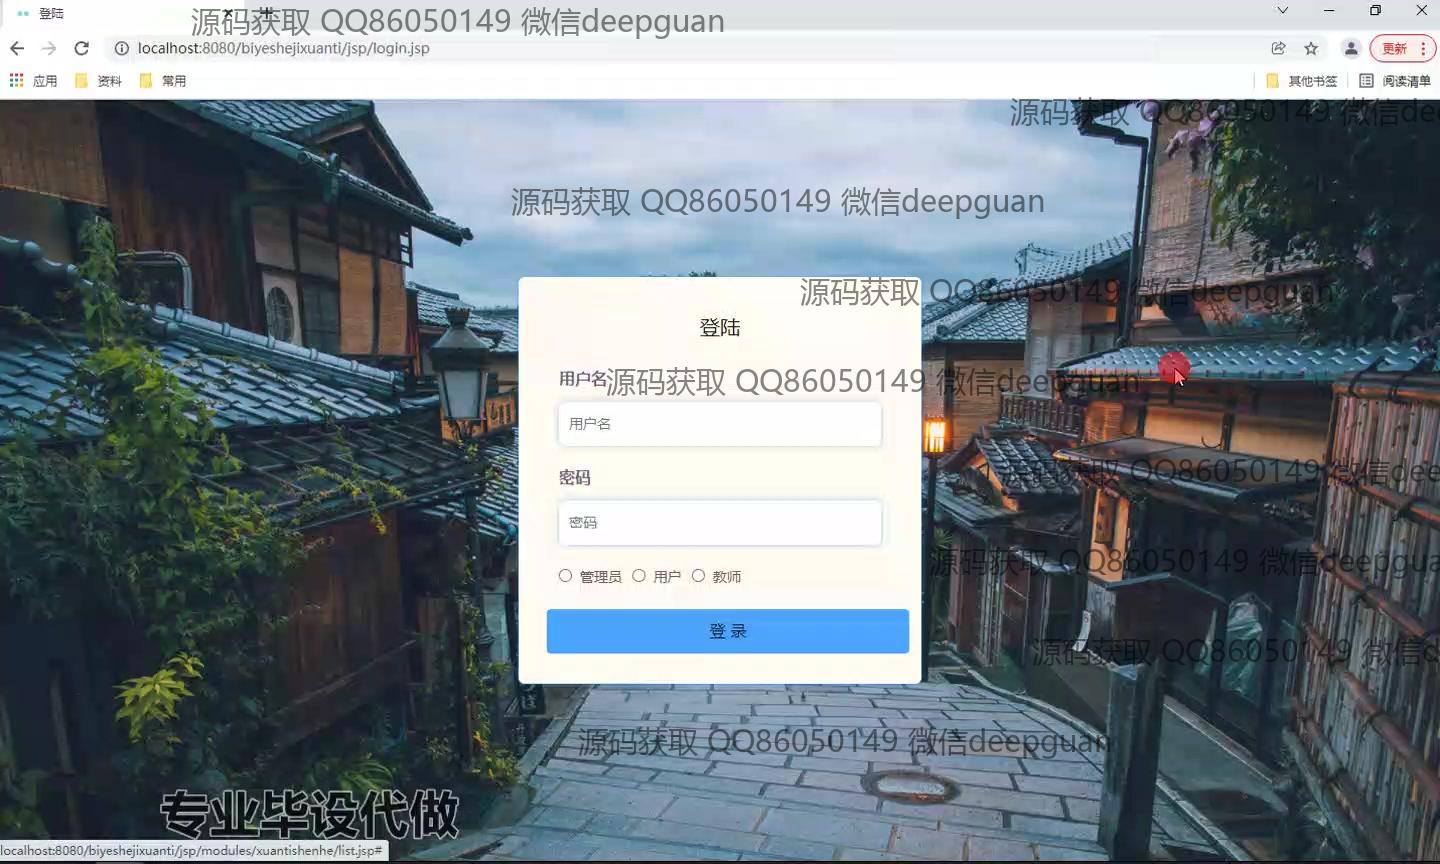 登陆
源码获取 QQ86050149 微信deepguan
localhost:8080/biyeshejixuanti/jsp/login.jsp
更新
应用 资料 常用 其他书签 阅读清单
源码获取 QQ86050149 微信dee
源码获取 QQ86050149 微信deepguan
源码获取 QQ86050149 微信deepguan
登陆
用户名
源码获取 QQ86050149 微信deepguan
用户名
密码
源码获取 QQ86050149 微信dee
密码
源码获取 QQ86050149 微信deepgua
管理员 用户 教师
登 录
源码获取 QQ86050149 微信d
源码获取 QQ86050149 微信deepguan
专业毕设代做
localhost:8080/biyeshejixuanti/jsp/modules/xuantishenhe/list.jsp#